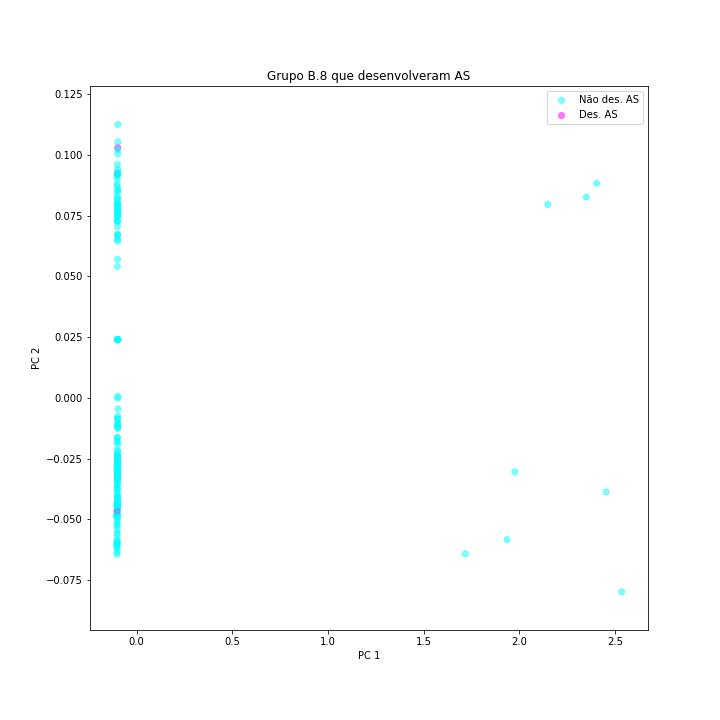 Grupo B.8 que desenvolveram AS
Não des. AS
Des. AS
0.125
0.100
0.075
0.050
0.025
0.000
−0.025
−0.050
−0.075
PC 2
0.0 0.5 1.0 1.5 2.0 2.5
PC 1